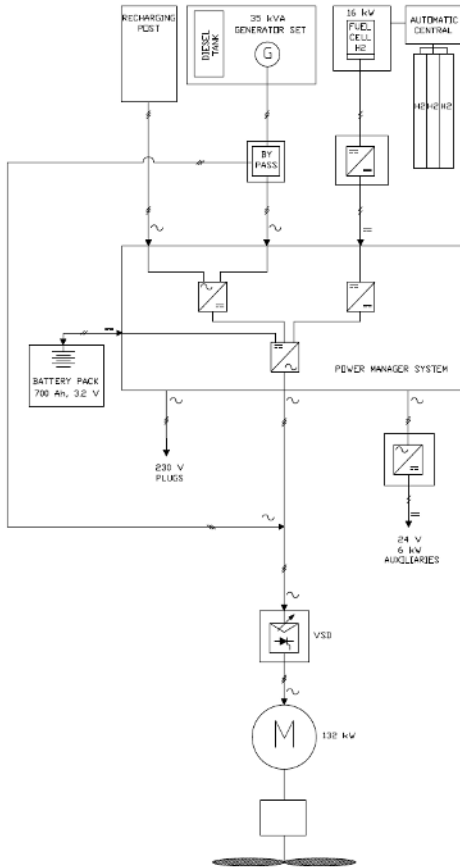 RECHARGING
POST
DIESEL
TANK
35 kVA
GENERATOR SET
G
16 kW
FUEL
CELL
H2
AUTOMATIC
CENTRAL
H2 H2 H2
BY
PASS
POWER MANAGER SYSTEM
BATTERY PACK
700 Ah, 3.2 V
230 V
PLUGS
24 V
6 kW
AUXILIARIES
VSD
M
132 kW